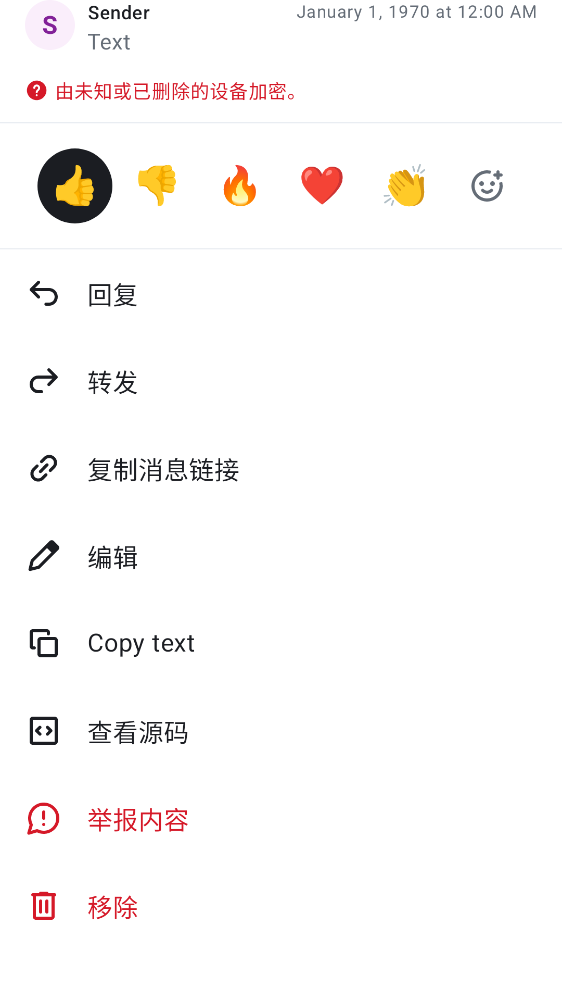 S
Sender
January 1, 1970 at 12:00 AM
Text
由未知或已删除的设备加密。
回复
转发
复制消息链接
编辑
Copy text
查看源码
举报内容
移除